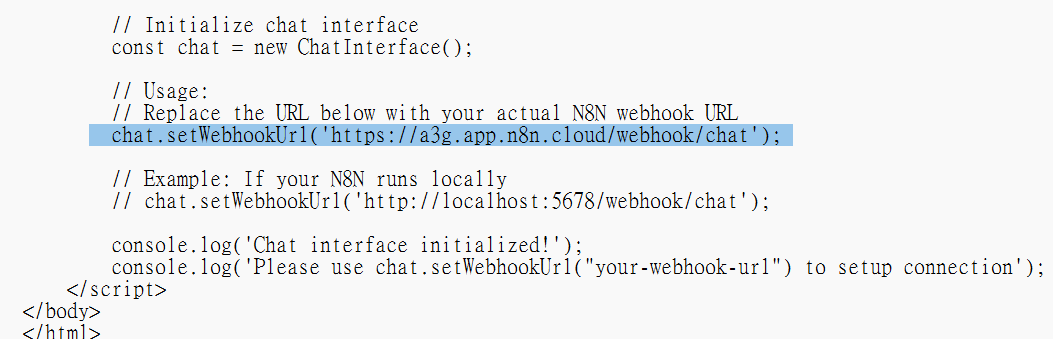 // Initialize chat interface
const chat = new ChatInterface();
// Usage:
// Replace the URL below with your actual N8N webhook URL
chat.setWebhookUrl('https://a3g.app.n8n.cloud/webhook/chat');
// Example: If your N8N runs locally
// chat.setWebhookUrl('http://localhost:5678/webhook/chat');
console.log('Chat interface initialized!');
console.log('Please use chat.setWebhookUrl("your-webhook-url") to setup connection');
</script>
</body>
</html>